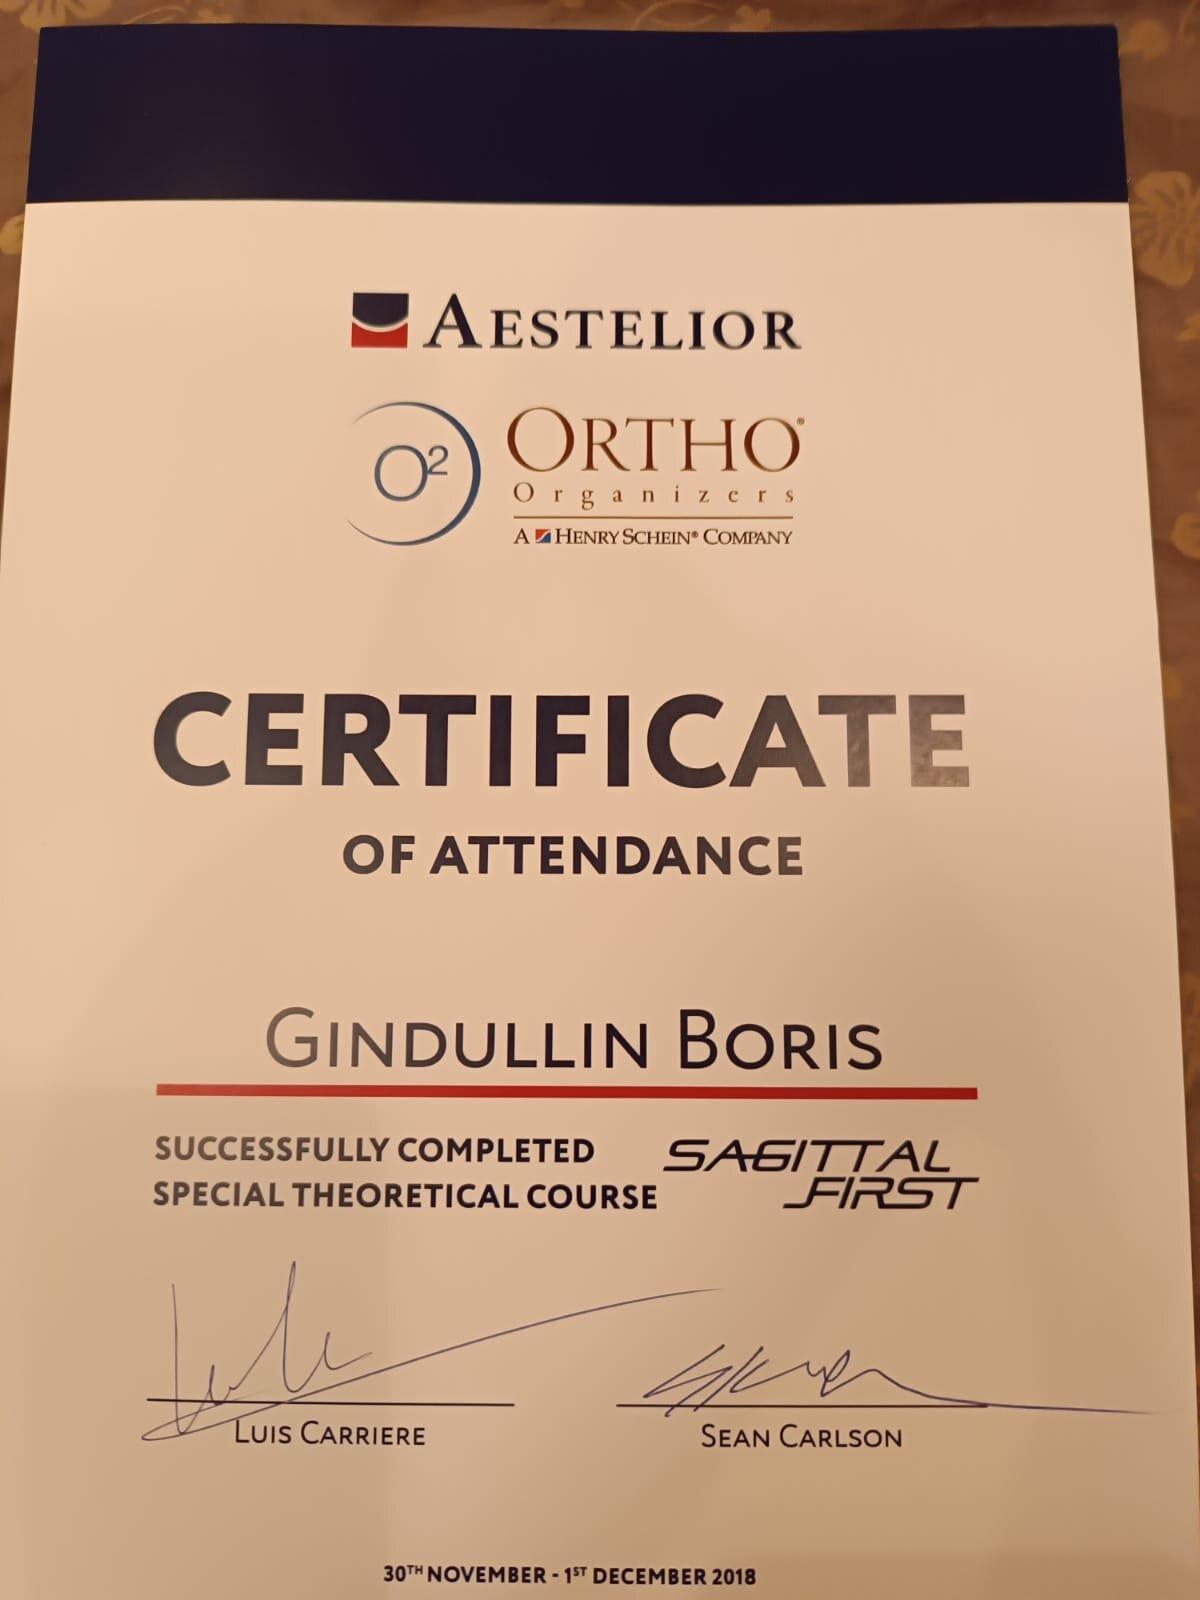 AESTELIOR
O² ORTHO®
Organizers
A HENRY SCHEIN® COMPANY
CERTIFICATE
OF ATTENDANCE
GINDULLIN BORIS
SUCCESSFULLY COMPLETED
SPECIAL THEORETICAL COURSE
SAGITTAL
FIRST
LUIS CARRIERE
SEAN CARLSON
30TH NOVEMBER - 1ST DECEMBER 2018